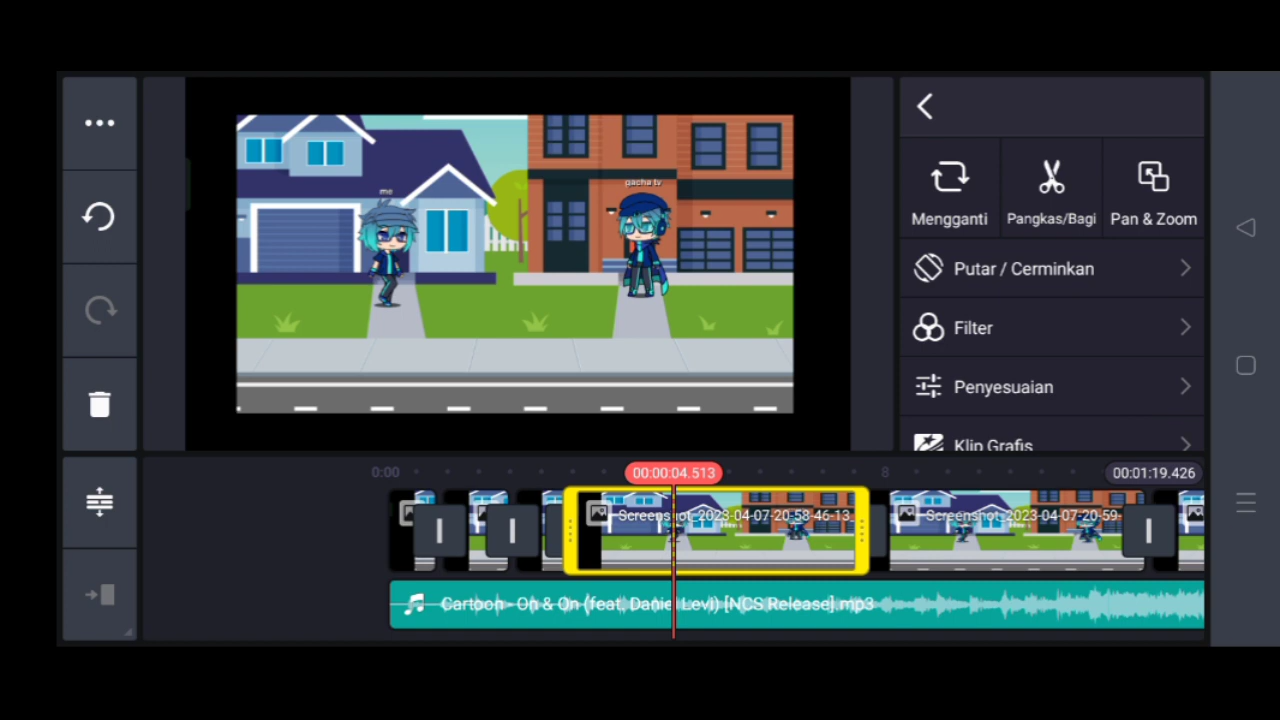 me
gacha tv
Mengganti
Pangkas/Bagi
Pan & Zoom
Putar / Cerminkan
Filter
Penyesuaian
Klip Grafis
0:00
00:00:04.513
8
00:01:19.426
Screenshot_2023-04-07-20-58-46-13_
Screenshot_2023-04-07-20-59-
Cartoon - On & On (feat. Daniel Levi) [NCS Release].mp3